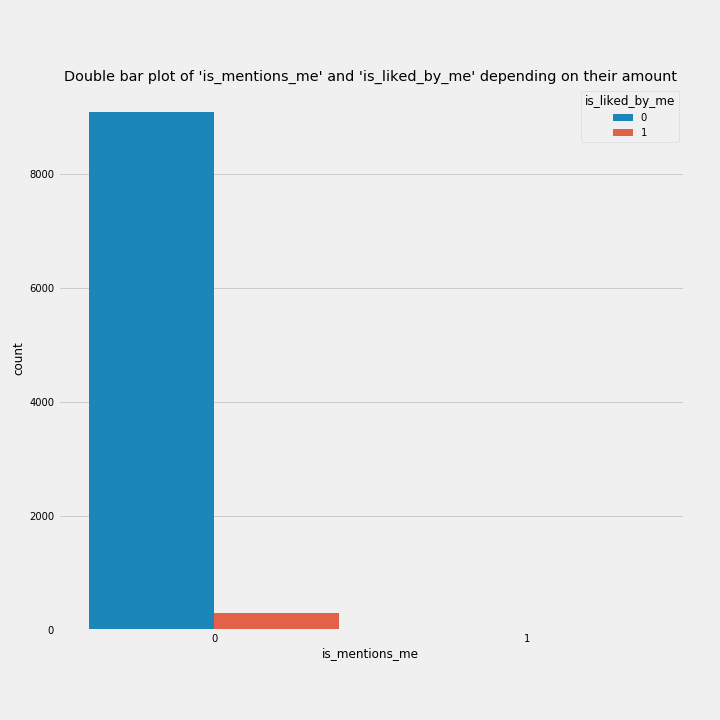 Double bar plot of 'is_mentions_me' and 'is_liked_by_me' depending on their amount
is_liked_by_me
0
1
8000
6000
4000
2000
0
count
0
1
is_mentions_me